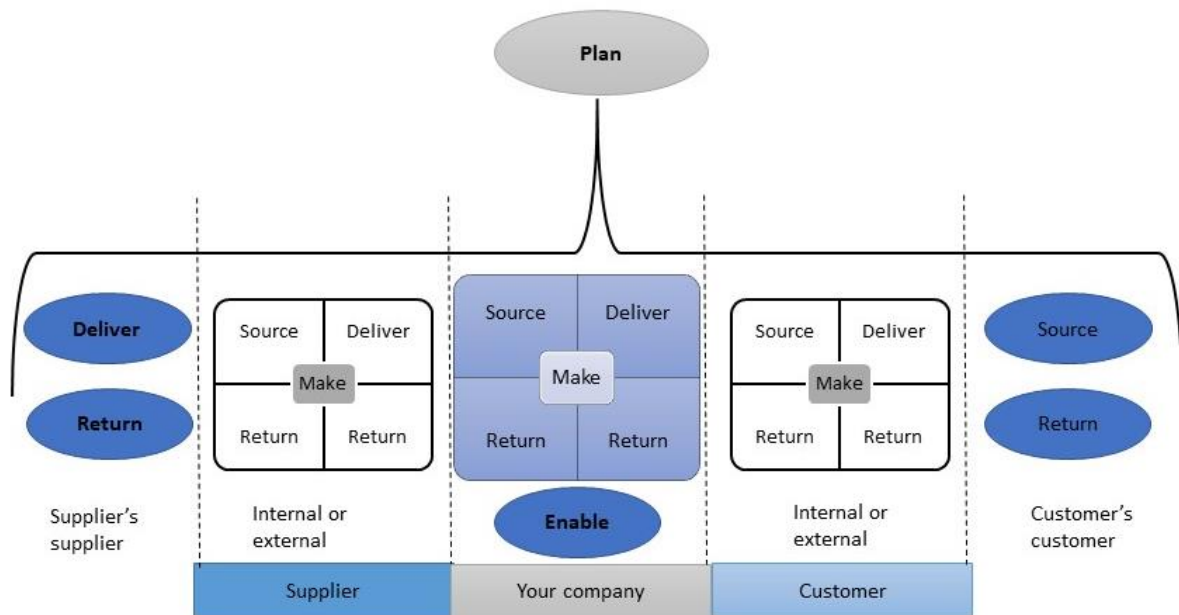 Plan
Deliver
Return
Supplier’s
supplier
Source
Deliver
Make
Return
Return
Internal or
external
Supplier
Source
Deliver
Make
Return
Return
Enable
Your company
Source
Deliver
Make
Return
Return
Internal or
external
Customer
Source
Return
Customer’s
customer